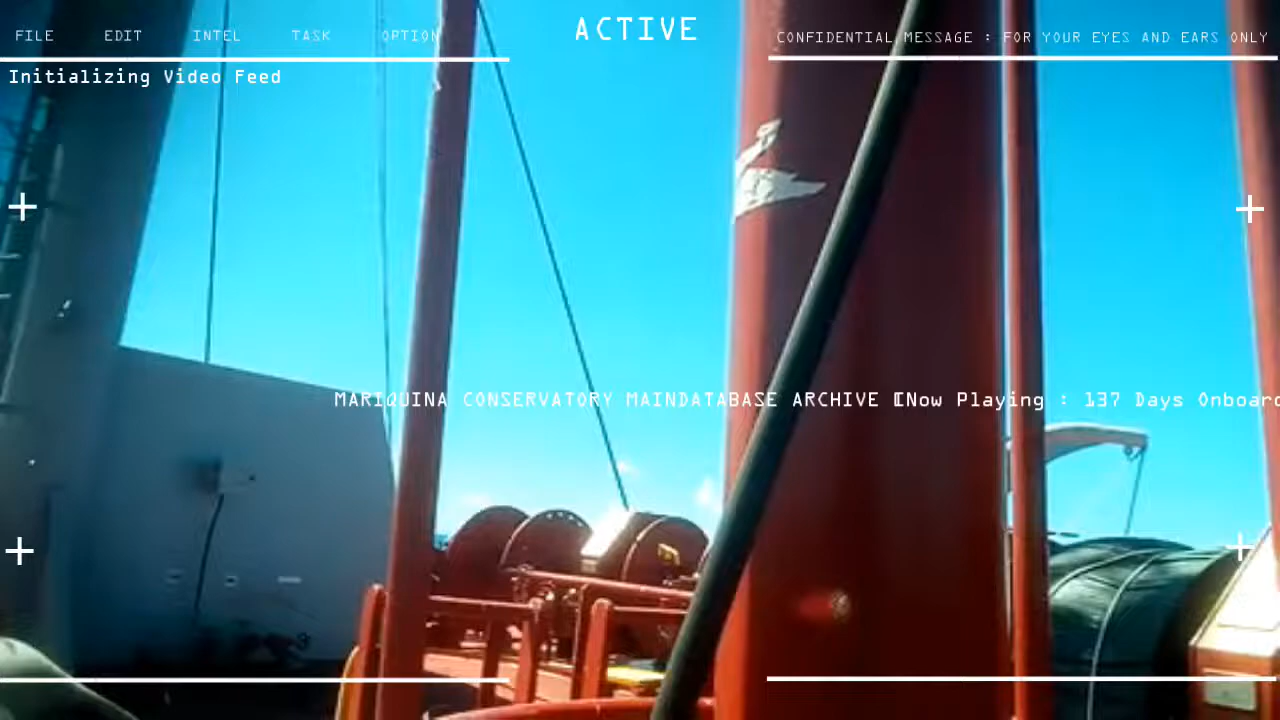 FILE EDIT INTEL TASK OPTION
ACTIVE
CONFIDENTIAL MESSAGE : FOR YOUR EYES AND EARS ONLY
Initializing Video Feed
MARIQUINA CONSERVATORY MAINDATABASE ARCHIVE [Now Playing : 137 Days Onboard